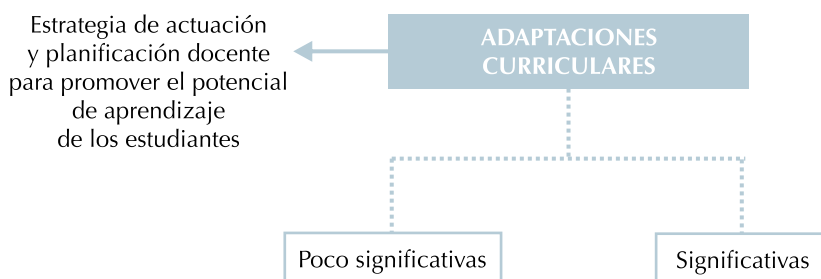 Estrategia de actuación
y planificación docente
para promover el potencial
de aprendizaje
de los estudiantes
ADAPTACIONES
CURRICULARES
Poco significativas
Significativas